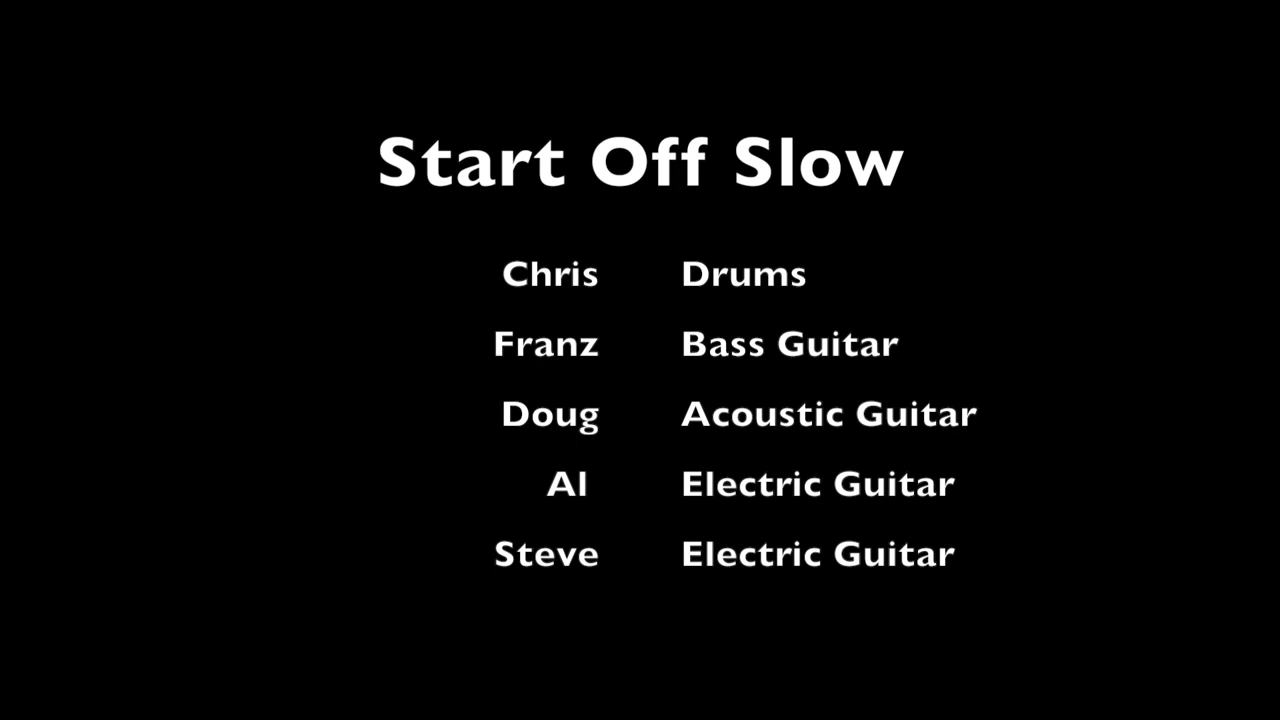 Start Off Slow
Chris Drums
Franz Bass Guitar
Doug Acoustic Guitar
Al Electric Guitar
Steve Electric Guitar